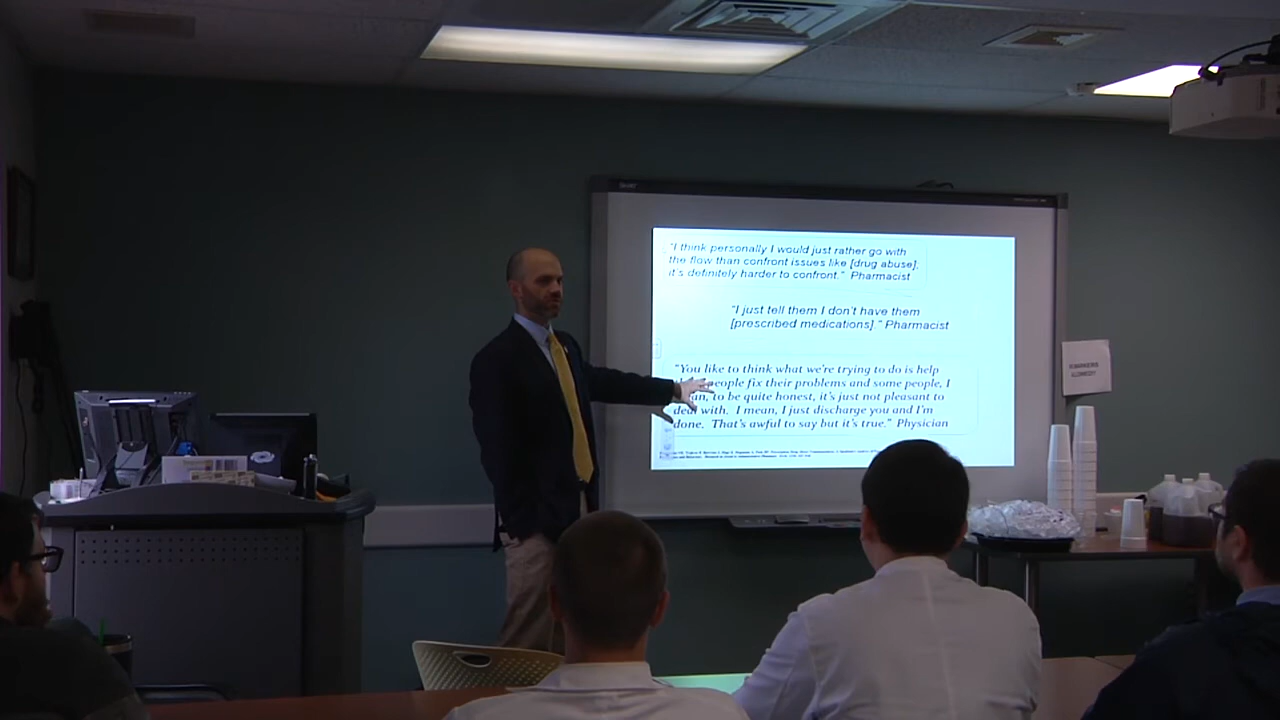 "I think personally I would just rather go with
the flow than confront issues like [drug abuse],
it's definitely harder to confront." Pharmacist
"I just tell them I don't have them
[prescribed medications]." Pharmacist
"You like to think what we're trying to do is help
people fix their problems and some people, I
to be quite honest, it's just not pleasant to
deal with. I mean, I just discharge you and I'm
done. That's awful to say but it's true." Physician